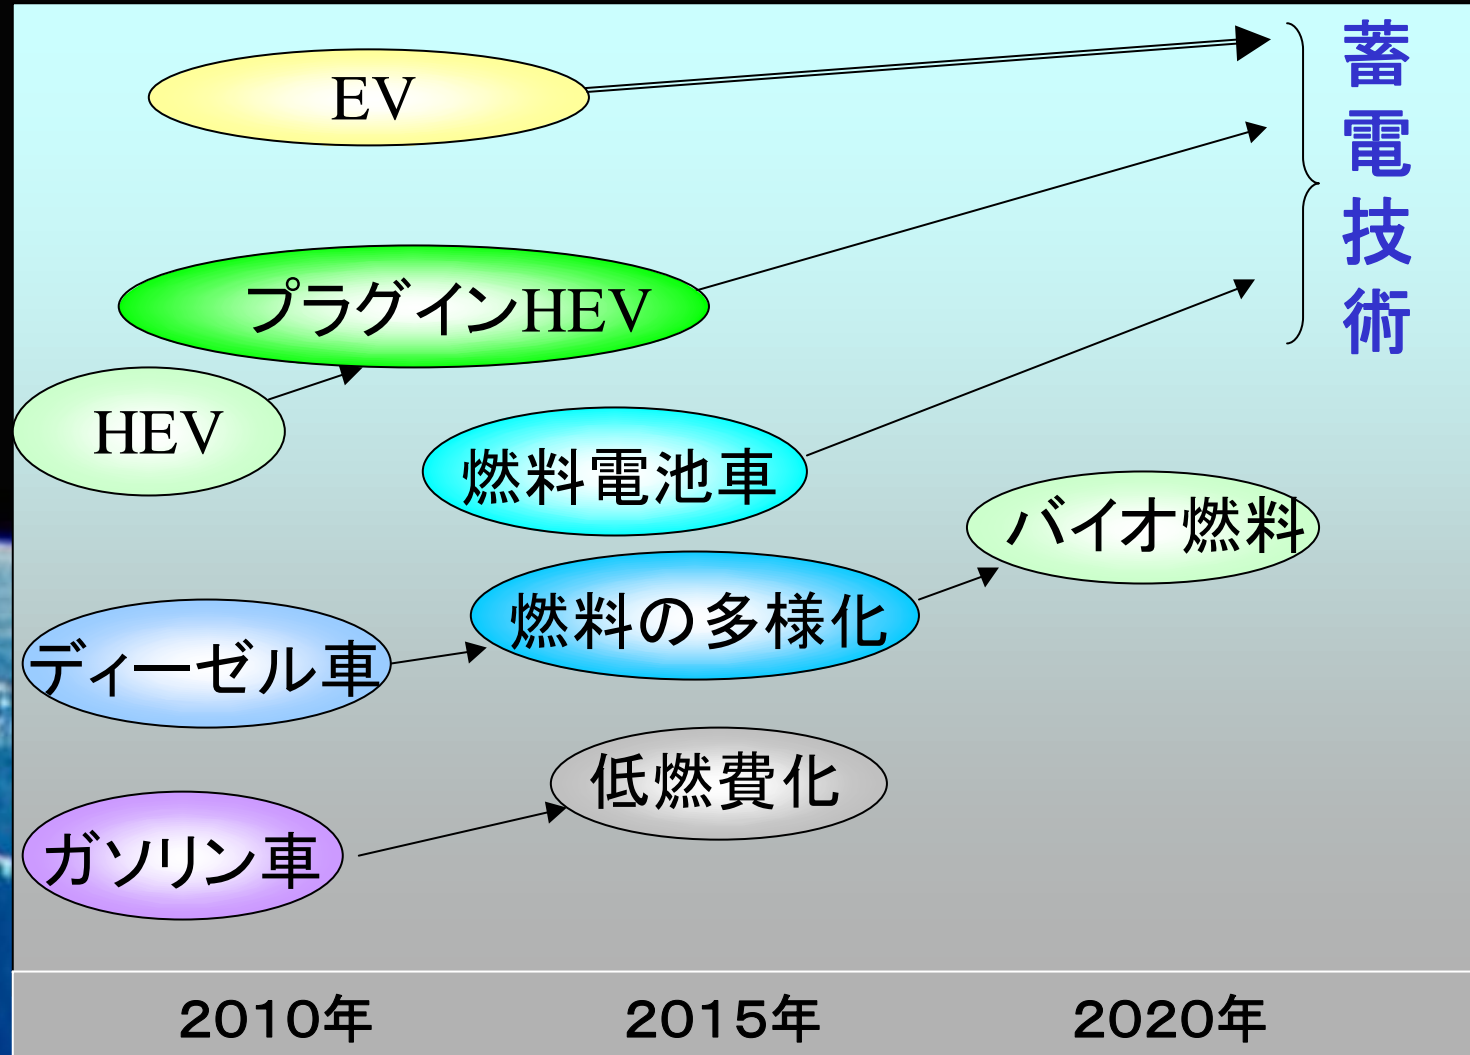 EV
蓄電技術
プラグインHEV
HEV
燃料電池車
バイオ燃料
燃料の多様化
ディーゼル車
低燃費化
ガソリン車
2010年
2015年
2020年